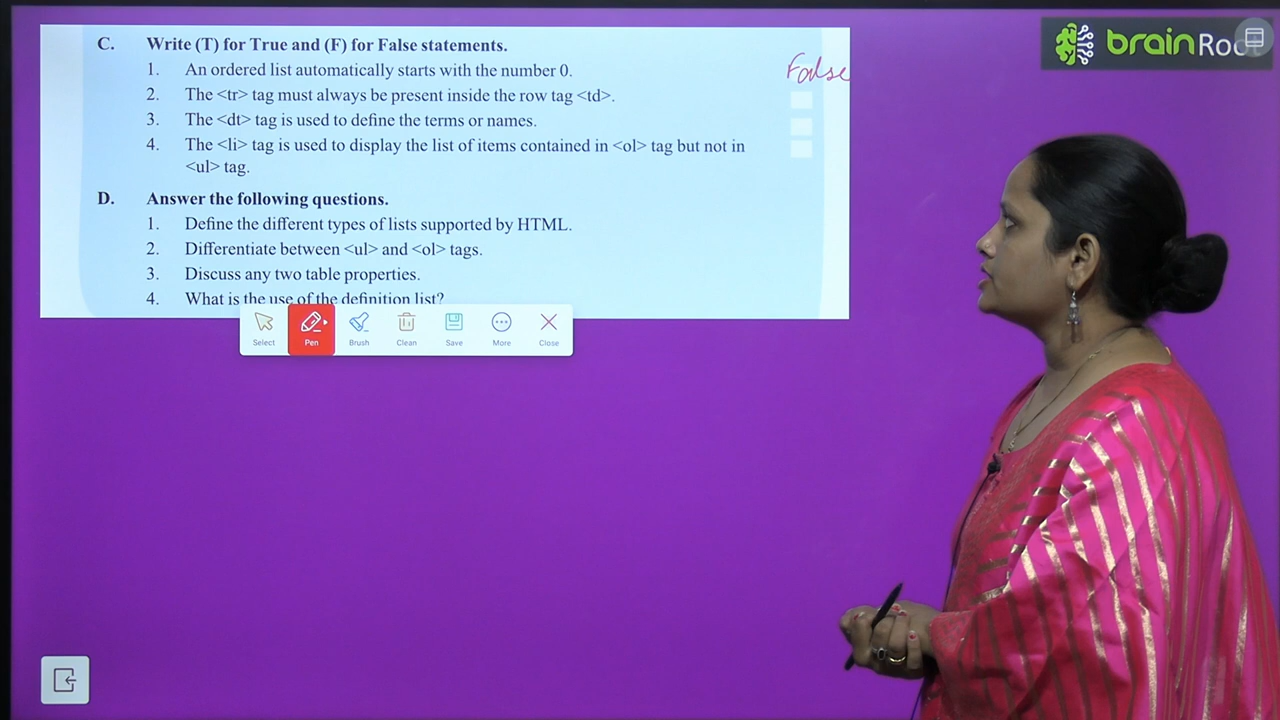 C. Write (T) for True and (F) for False statements.
1. An ordered list automatically starts with the number 0. False
2. The <tr> tag must always be present inside the row tag <td>.
3. The <dt> tag is used to define the terms or names.
4. The <li> tag is used to display the list of items contained in <ol> tag but not in
<ul> tag.
D. Answer the following questions.
1. Define the different types of lists supported by HTML.
2. Differentiate between <ul> and <ol> tags.
3. Discuss any two table properties.
4. What is the use of the definition list?
Select Pen Brush Clean Save More Close
brain